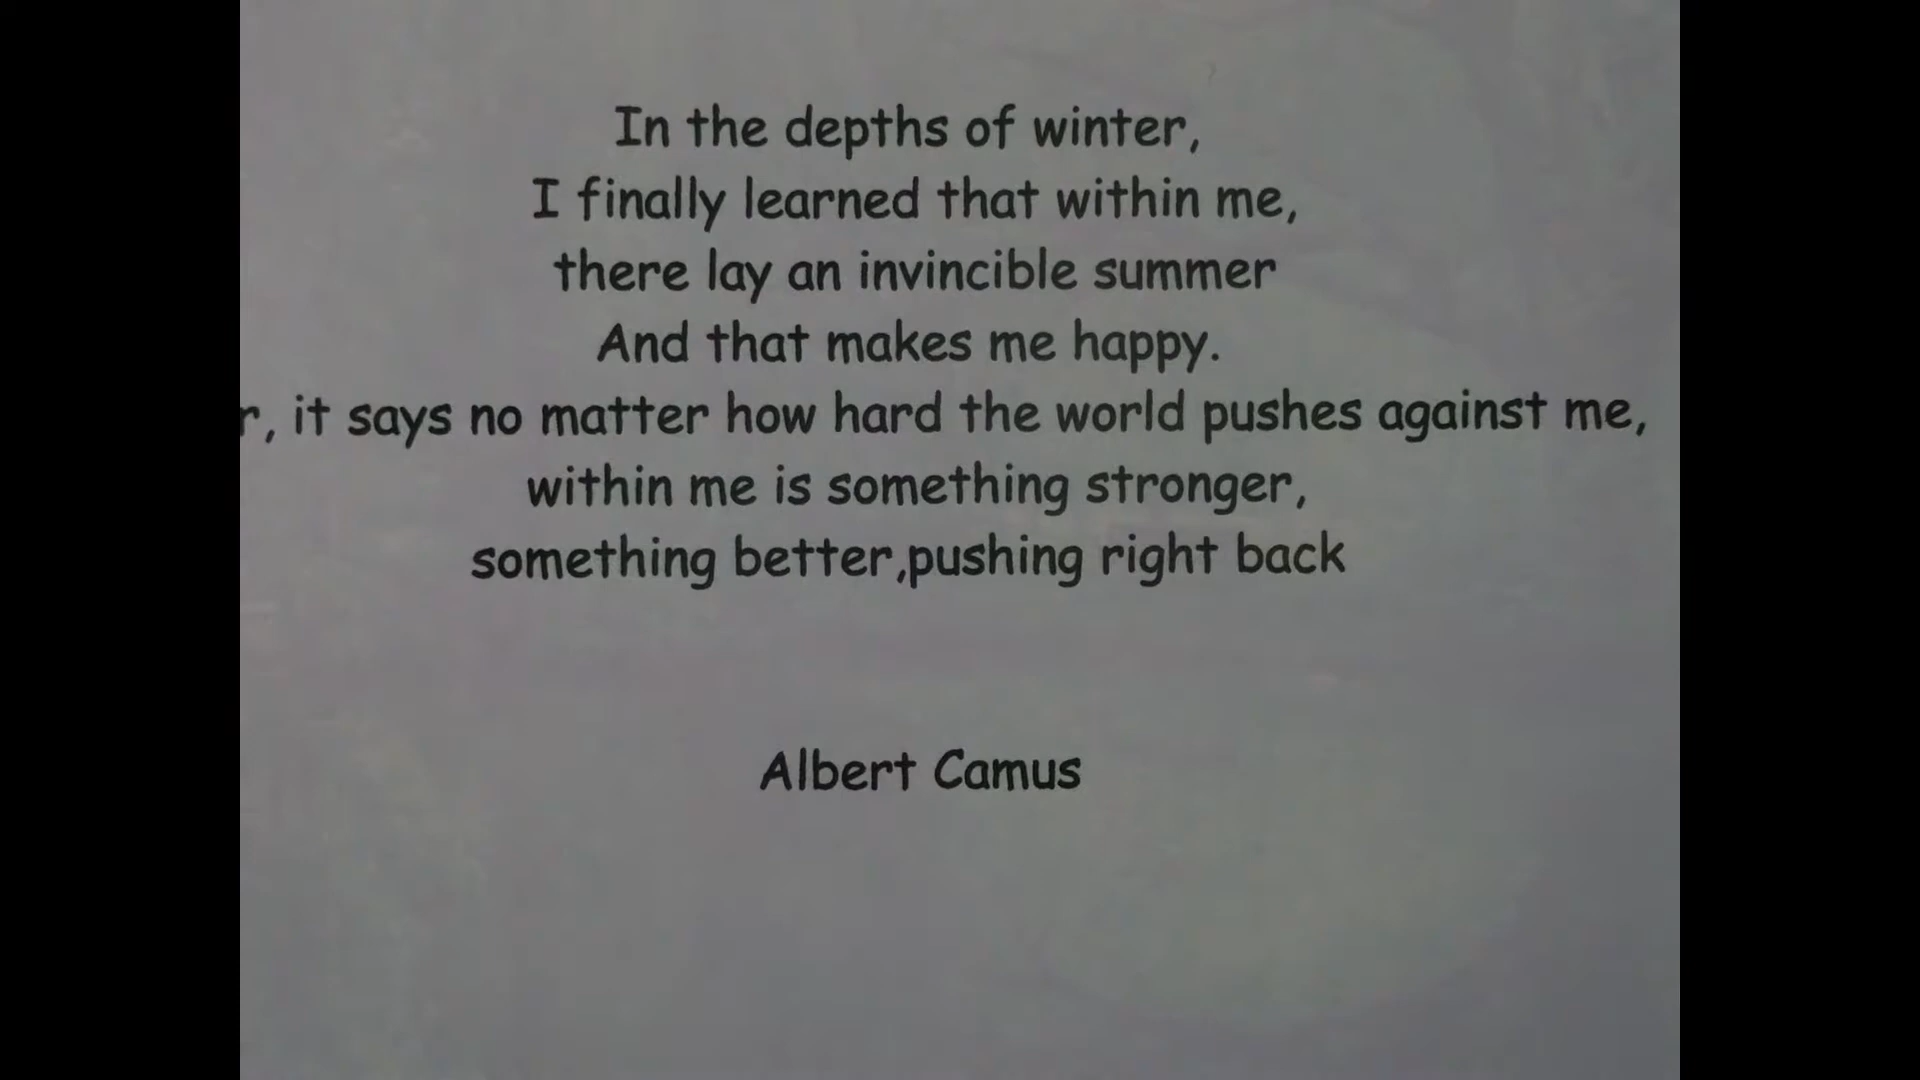 In the depths of winter,
I finally learned that within me,
there lay an invincible summer
And that makes me happy.
r, it says no matter how hard the world pushes against me,
within me is something stronger,
something better,pushing right back
Albert Camus